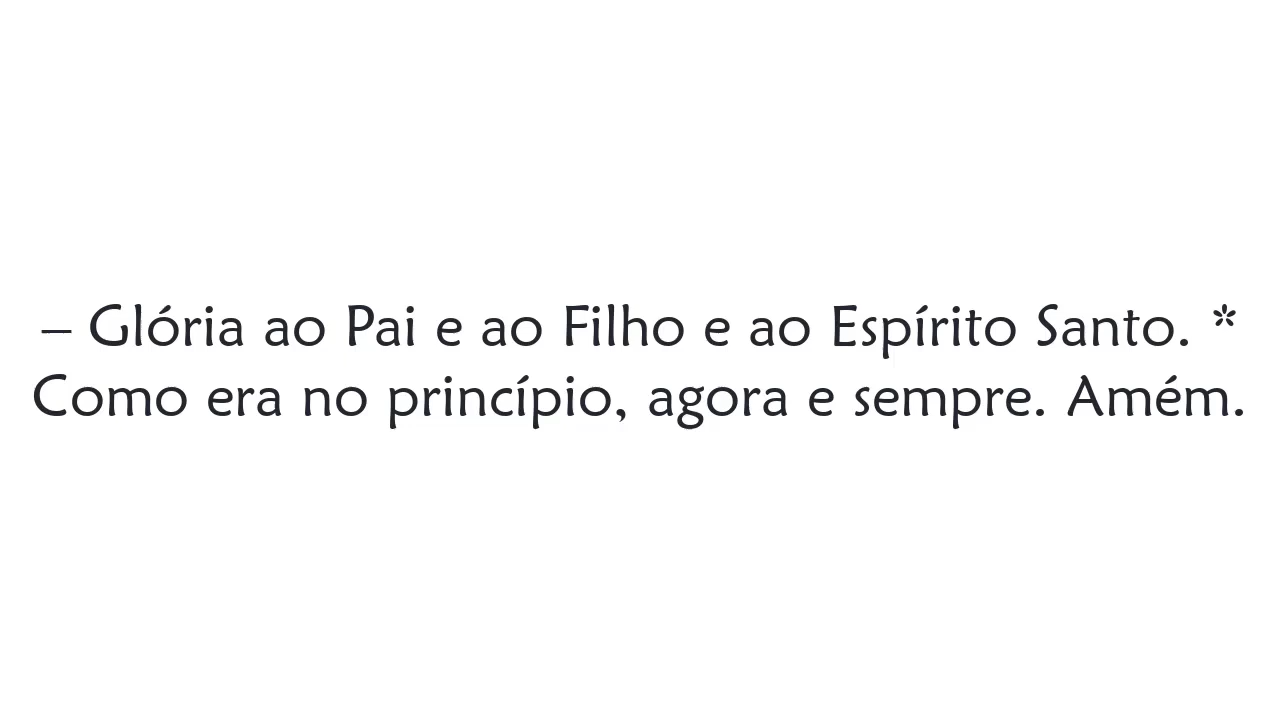 – Glória ao Pai e ao Filho e ao Espírito Santo. *
Como era no princípio, agora e sempre. Amém.